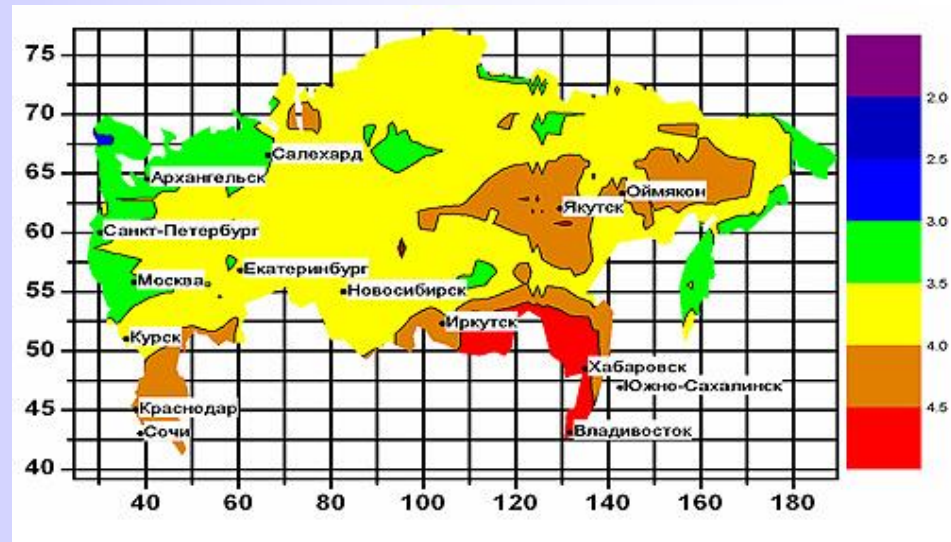 75
70
65
60
55
50
45
40
Салехард
Архангельск
Оймякон
Якутск
Санкт-Петербург
Екатеринбург
Москва
Новосибирск
Иркутск
Курск
Хабаровск
Южно-Сахалинск
Краснодар
Сочи
Владивосток
40 60 80 100 120 140 160 180
2.0
2.5
3.0
3.5
4.0
4.5